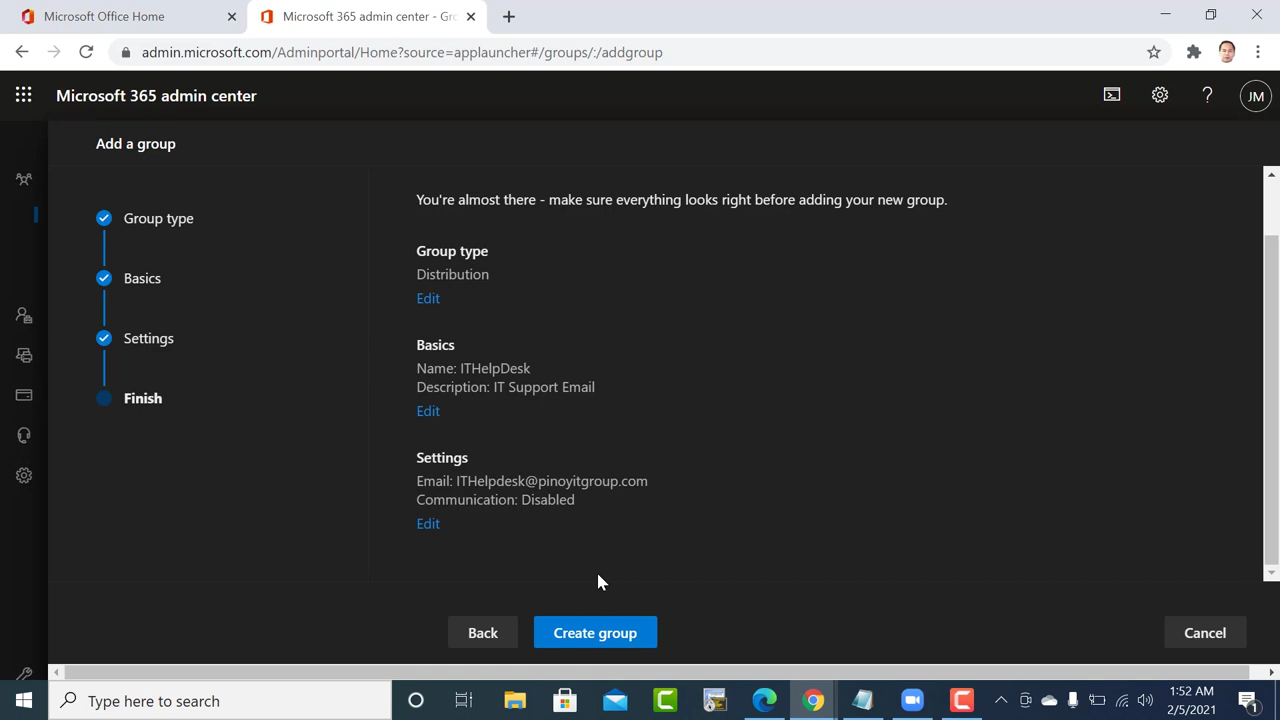 Microsoft Office Home
Microsoft 365 admin center - Gro
admin.microsoft.com/Adminportal/Home?source=applauncher#/groups/:/addgroup
Microsoft 365 admin center
JM
Add a group
Group type
Basics
Settings
Finish
You're almost there - make sure everything looks right before adding your new group.
Group type
Distribution
Edit
Basics
Name: ITHelpDesk
Description: IT Support Email
Edit
Settings
Email: ITHelpdesk@pinoyitgroup.com
Communication: Disabled
Edit
Back
Create group
Cancel
Type here to search
1:52 AM
2/5/2021
1